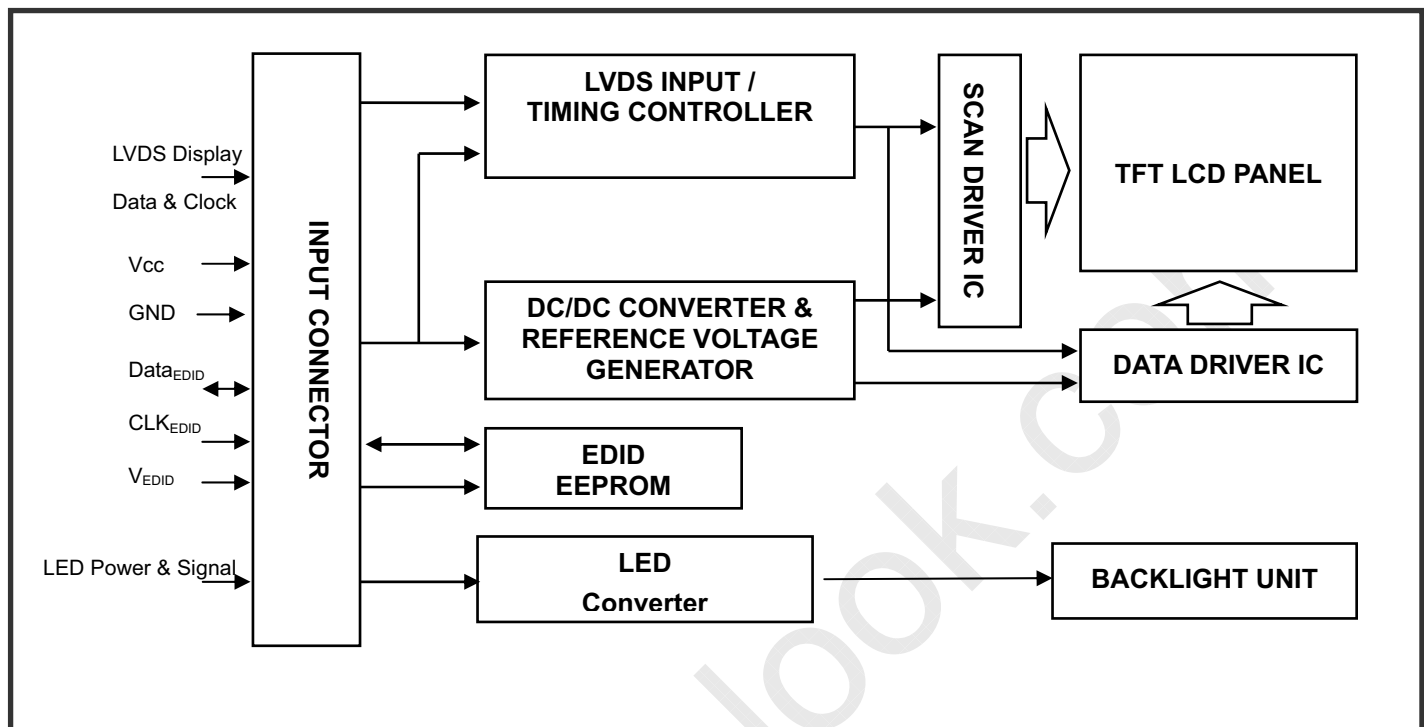 LVDS Display
Data & Clock
Vcc
GND
DataEDID
CLKEDID
VEDID
LED Power & Signal
INPUT CONNECTOR
LVDS INPUT /
TIMING CONTROLLER
DC/DC CONVERTER &
REFERENCE VOLTAGE
GENERATOR
EDID
EEPROM
LED
Converter
SCAN DRIVER IC
TFT LCD PANEL
DATA DRIVER IC
BACKLIGHT UNIT
look.com